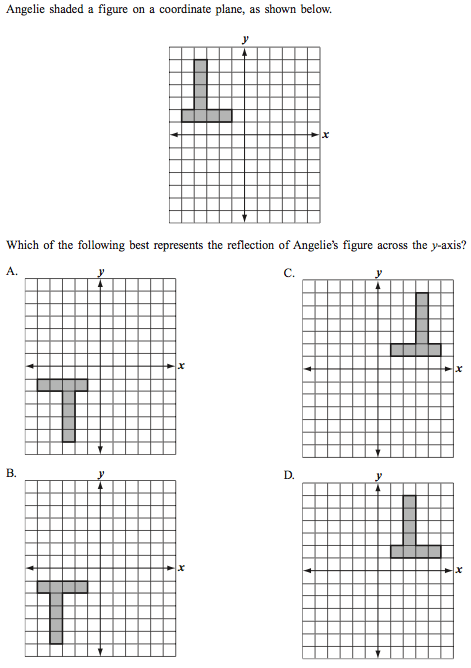 Angelie shaded a figure on a coordinate plane, as shown below.
y
x
Which of the following best represents the reflection of Angelie's figure across the y-axis?
A.
y
x
C.
y
x
B.
y
x
D.
y
x